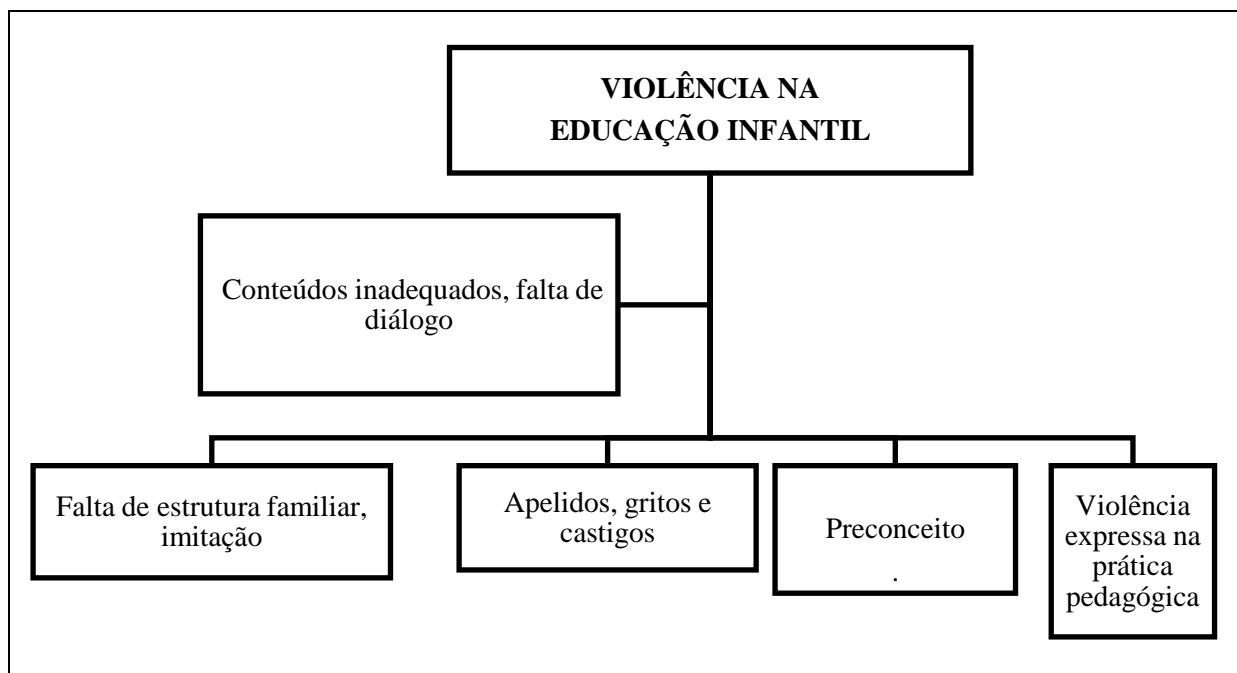 VIOLÊNCIA NA
EDUCAÇÃO INFANTIL
Conteúdos inadequados, falta de
diálogo
Falta de estrutura familiar,
imitação
Apelidos, gritos e
castigos
Preconceito
.
Violência
expressa na
prática
pedagógica